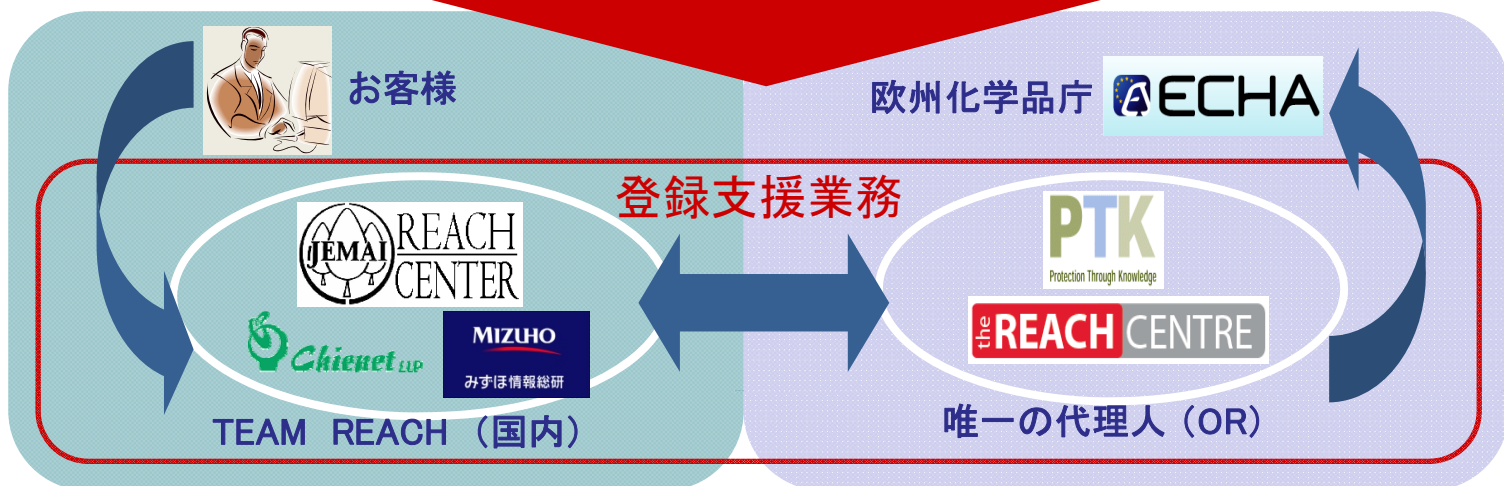 お客様
欧州化学品庁
ECHA
登録支援業務
JEMAI
REACH
CENTER
Chienet LLP
MIZUHO
みずほ情報総研
TEAM REACH （国内）
PTK
Protection Through Knowledge
the REACH CENTRE
唯一の代理人（OR）